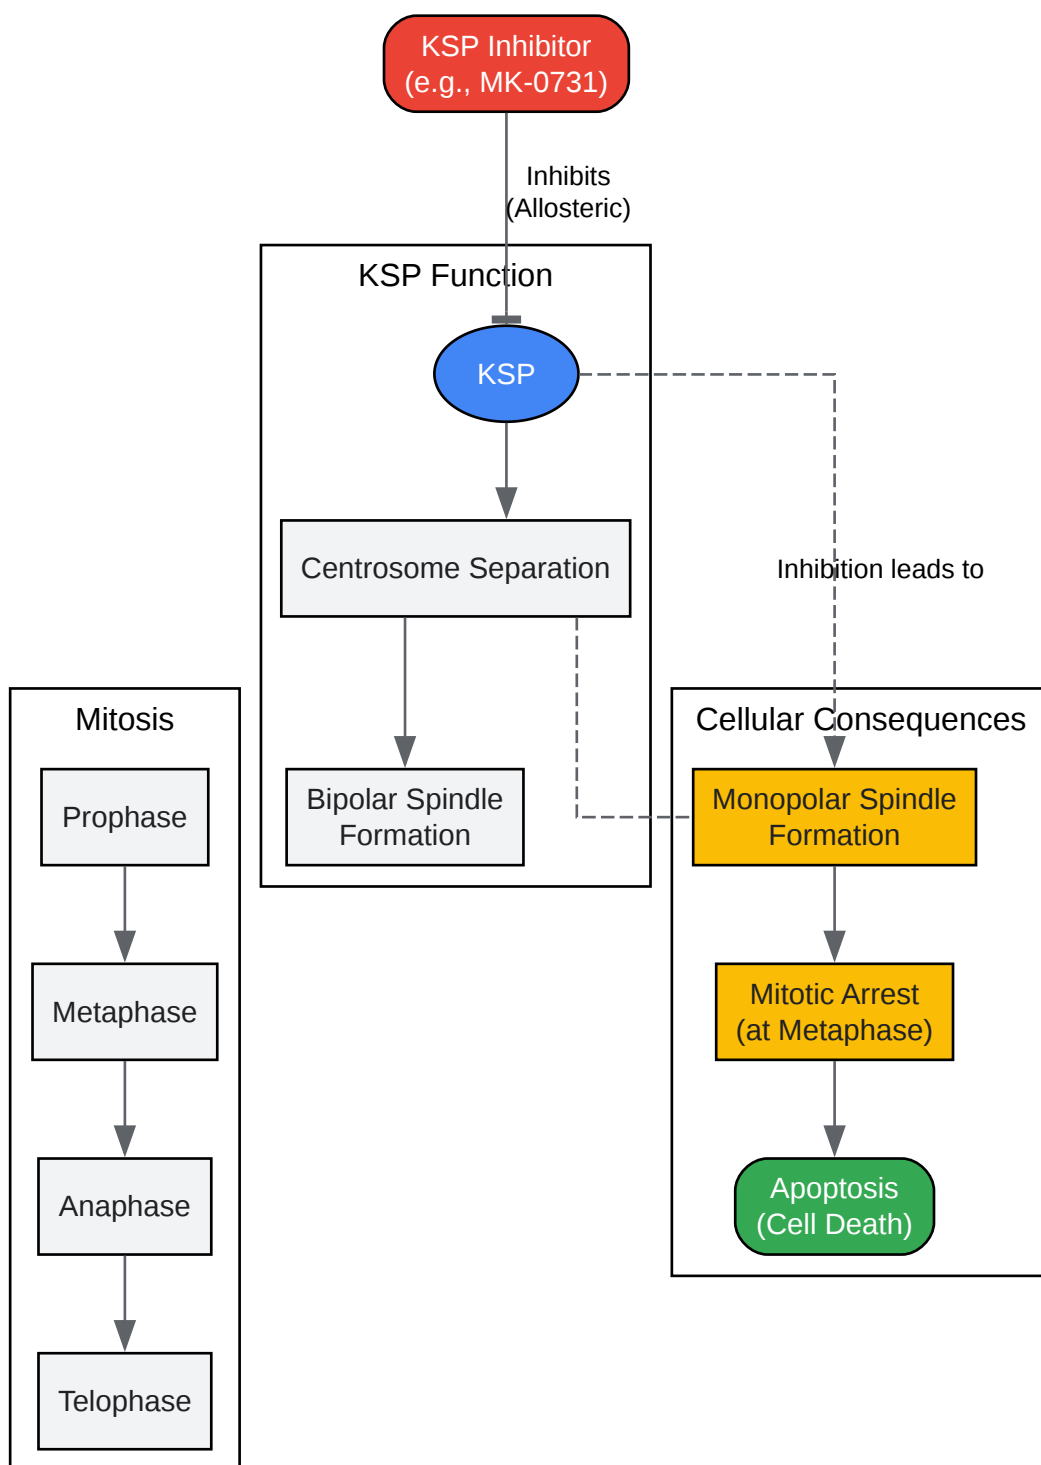 KSP Inhibitor
(e.g., MK-0731)
Inhibits
(Allosteric)
KSP Function
KSP
Centrosome Separation
Inhibition leads to
Mitosis
Cellular Consequences
Prophase
Bipolar Spindle
Formation
Monopolar Spindle
Formation
Metaphase
Mitotic Arrest
(at Metaphase)
Anaphase
Apoptosis
(Cell Death)
Telophase